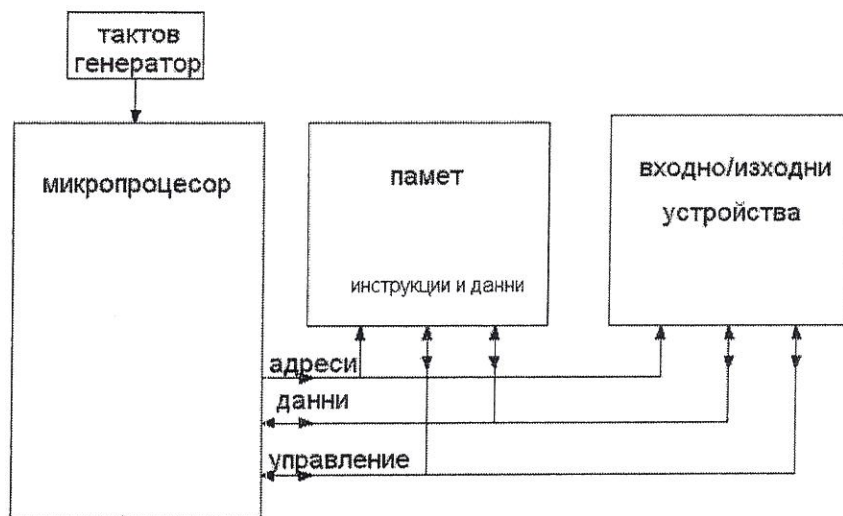 тактов
генератор
микропроцесор
памет
инструкции и данни
входно/изходни
устройства
адреси
данни
управление